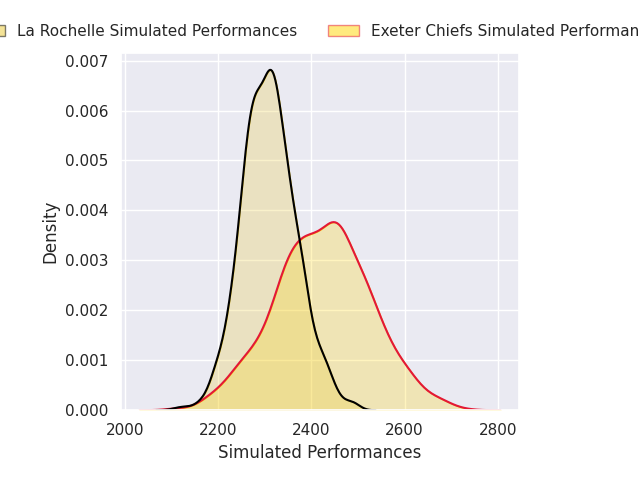 La Rochelle Simulated Performances Exeter Chiefs Simulated
0.007
0.006
0.005
0.004
0.003
0.002
0.001
0.000
Density
2000 2200 2400 2600 2800
Simulated Performances